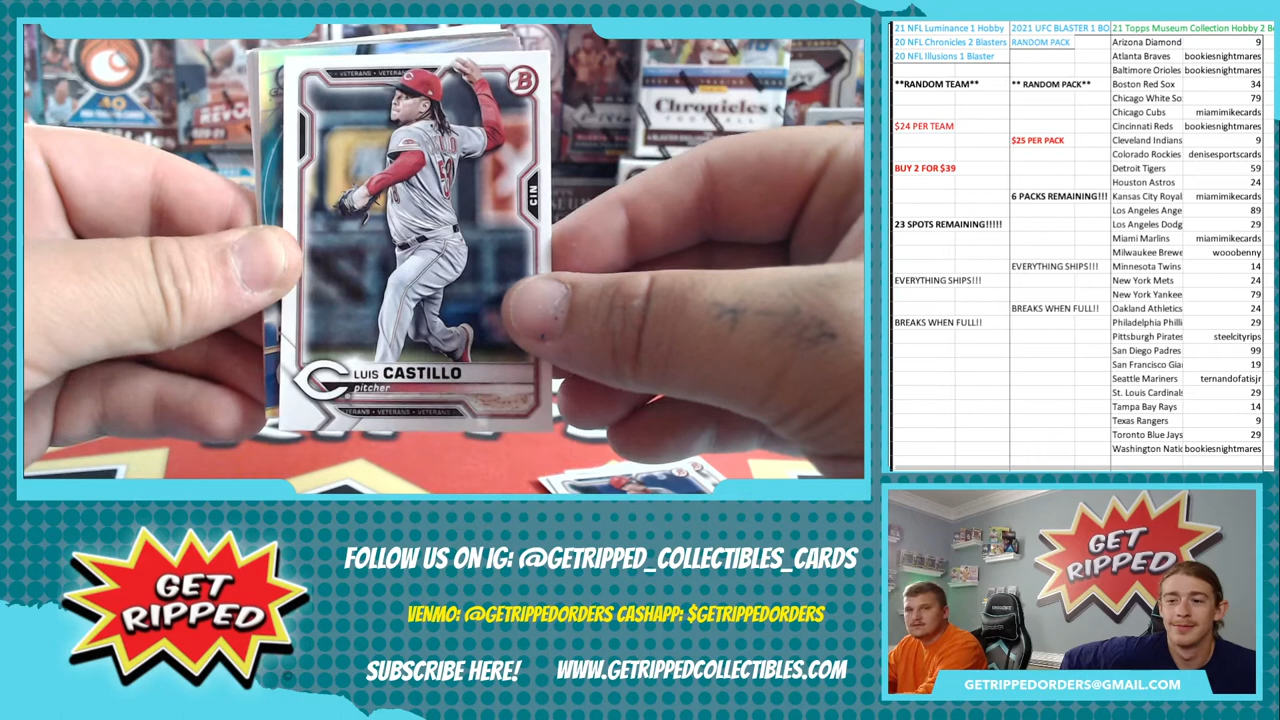 VETERANS • VETERANS
B
CIN
LUIS CASTILLO
pitcher
VETERANS • VETERANS • VETERANS
Chronicles
21 NFL Luminance 1 Hobby
20 NFL Chronicles 2 Blasters
20 NFL Illusions 1 Blaster
**RANDOM TEAM**
$24 PER TEAM
BUY 2 FOR $39
23 SPOTS REMAINING!!!!!
EVERYTHING SHIPS!!!
BREAKS WHEN FULL!!
2021 UFC BLASTER 1 BO
RANDOM PACK
** RANDOM PACK**
$25 PER PACK
6 PACKS REMAINING!!!
EVERYTHING SHIPS!!!
BREAKS WHEN FULL!!
21 Topps Museum Collection Hobby 2 B
Arizona Diamond 9
Atlanta Braves bookiesnightmares
Baltimore Orioles bookiesnightmares
Boston Red Sox 34
Chicago White So 79
Chicago Cubs miamimikecards
Cincinnati Reds bookiesnightmares
Cleveland Indians 9
Colorado Rockies denisesportscards
Detroit Tigers 59
Houston Astros 24
Kansas City Royal miamimikecards
Los Angeles Ange 89
Los Angeles Dodg 29
Miami Marlins miamimikecards
Milwaukee Brewe wooobenny
Minnesota Twins 14
New York Mets 24
New York Yankee 79
Oakland Athletics 24
Philadelphia Philli 29
Pittsburgh Pirates steelcityrips
San Diego Padres 99
San Francisco Gia 19
Seattle Mariners ternandofatisjr
St. Louis Cardinals 29
Tampa Bay Rays 14
Texas Rangers 9
Toronto Blue Jays 29
Washington Natic bookiesnightmares
GET
RIPPED
FOLLOW US ON IG: @GETRIPPED_COLLECTIBLES_CARDS
VENMO: @GETRIPPEDORDERS CASHAPP: $GETRIPPEDORDERS
SUBSCRIBE HERE! WWW.GETRIPPEDCOLLECTIBLES.COM
GET
RIPPED
GETRIPPEDORDERS@GMAIL.COM